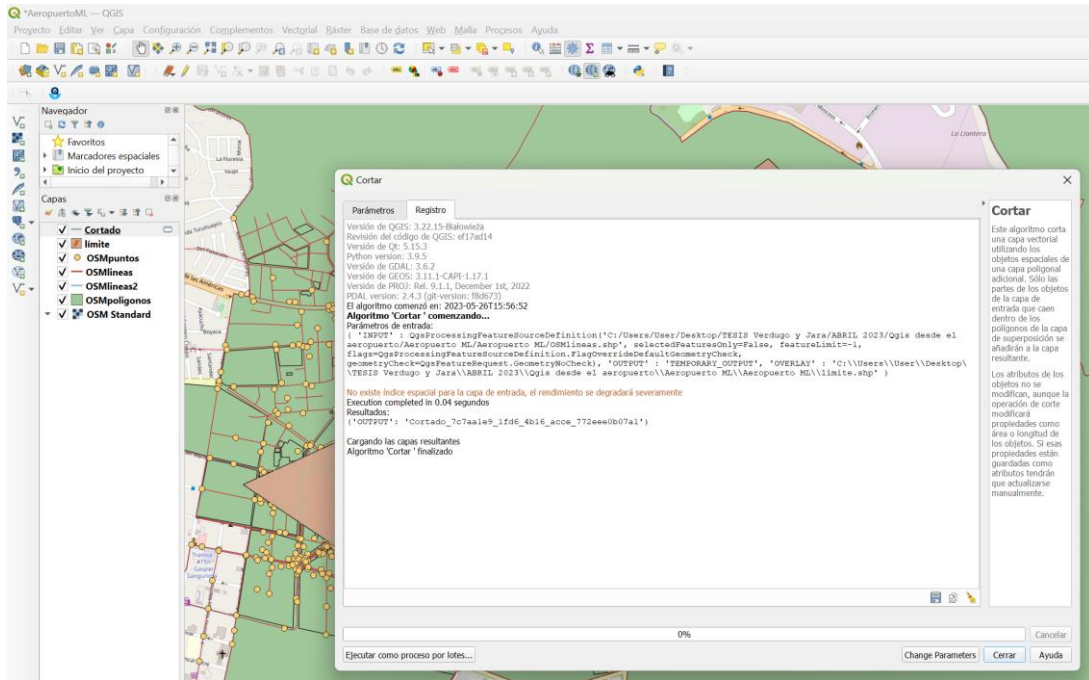 *AeropuertoML — QGIS
Proyecto Editar Ver Capa Configuración Complementos Vectorial Ráster Base de datos Web Malla Procesos Ayuda
Navegador
Favoritos
Marcadores espaciales
Inicio del proyecto
Capas
Cortado
límite
OSMpuntos
OSMlineas
OSMlineas2
OSMpoligonos
OSM Standard
La Floresta
Yaupi
La Llantera
Cortar
Parámetros Registro
Versión de QGIS: 3.22.15-Białowieża
Revisión del código de QGIS: ef17ad14
Versión de Qt: 5.15.3
Python version: 3.9.5
Versión de GDAL: 3.6.2
Versión de GEOS: 3.11.1-CAPI-1.17.1
Versión de PROJ: Rel. 9.1.1, December 1st, 2022
PDAL version: 2.4.3 (git-version: f8d673)
El algoritmo comenzó en: 2023-05-26T15:56:52
Algoritmo 'Cortar ' comenzando...
Parámetros de entrada:
{ 'INPUT' : QgsProcessingFeatureSourceDefinition('C:/Users/User/Desktop/TESIS Verdugo y Jara/ABRIL 2023/Qgis desde el
aeropuerto/Aeropuerto ML/Aeropuerto ML/OSMlineas.shp', selectedFeaturesOnly=False, featureLimit=-1,
flags=QgsProcessingFeatureSourceDefinition.FlagOverrideDefaultGeometryCheck,
geometryCheck=QgsFeatureRequest.GeometryNoCheck), 'OUTPUT' : 'TEMPORARY_OUTPUT', 'OVERLAY' : 'C:\\Users\\User\\Desktop\
\TESIS Verdugo y Jara\\ABRIL 2023\\Qgis desde el aeropuerto\\Aeropuerto ML\\Aeropuerto ML\\límite.shp' }
No existe índice espacial para la capa de entrada, el rendimiento se degradará severamente
Execution completed in 0.04 segundos
Resultados:
{'OUTPUT': 'Cortado_7c7aa1e9_1fd6_4b16_acce_772eee0b07a1'}
Cargando las capas resultantes
Algoritmo 'Cortar ' finalizado
Cortar
Este algoritmo corta
una capa vectorial
utilizando los
objetos espaciales de
una capa poligonal
adicional. Sólo las
partes de los objetos
de la capa de
entrada que caen
dentro de los
polígonos de la capa
de superposición se
añadirán a la capa
resultante.
Los atributos de los
objetos no se
modifican, aunque la
operación de corte
modificará
propiedades como
área o longitud de
los objetos. Si esas
propiedades están
guardadas como
atributos tendrán
que actualizarse
manualmente.
0%
Cancelar
Ejecutar como proceso por lotes...
Change Parameters Cerrar Ayuda